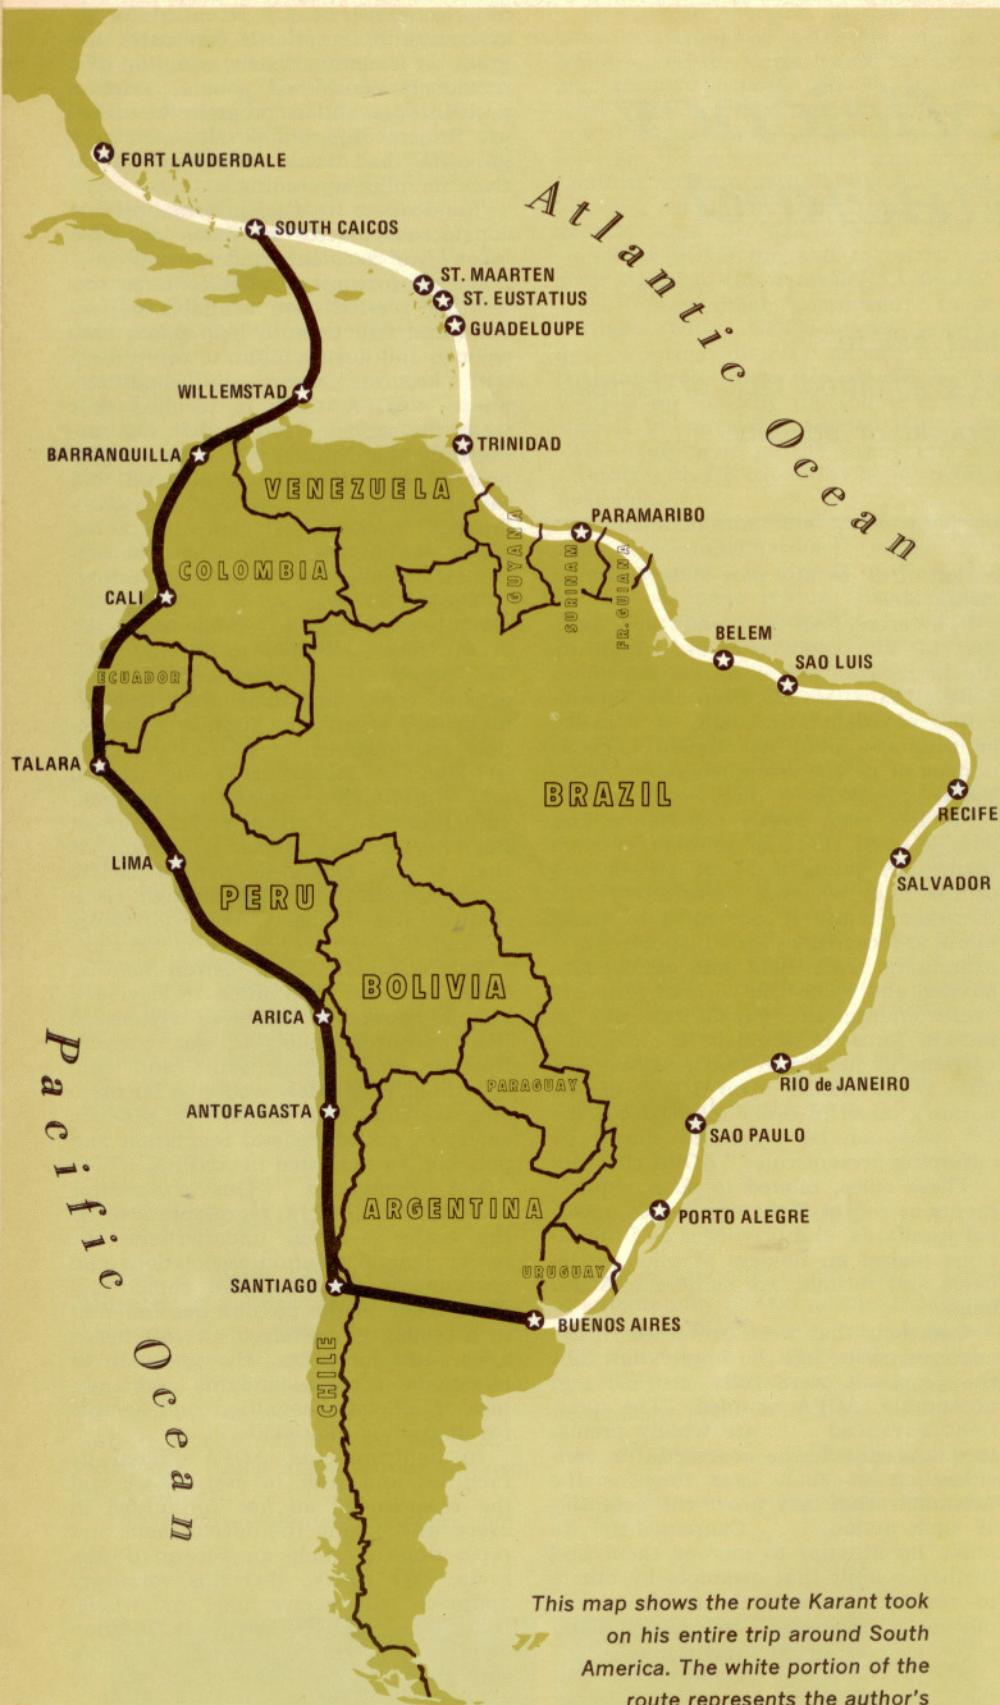 FORT LAUDERDALE
SOUTH CAICOS
Atlantic Ocean
ST. MAARTEN
ST. EUSTATIUS
GUADELOUPE
WILLEMSTAD
TRINIDAD
BARRANQUILLA
VENEZUELA
PARAMARIBO
GUYANA
SURINAM
FR. GUIANA
COLOMBIA
CALI
BELEM
SAO LUIS
ECUADOR
TALARA
BRAZIL
RECIFE
LIMA
SALVADOR
PERU
BOLIVIA
ARICA
Pacific Ocean
RIO de JANEIRO
PARAGUAY
ANTOFAGASTA
SAO PAULO
ARGENTINA
PORTO ALEGRE
URUGUAY
SANTIAGO
BUENOS AIRES
CHILE
This map shows the route Karant took
on his entire trip around South
America. The white portion of the
route represents the author's